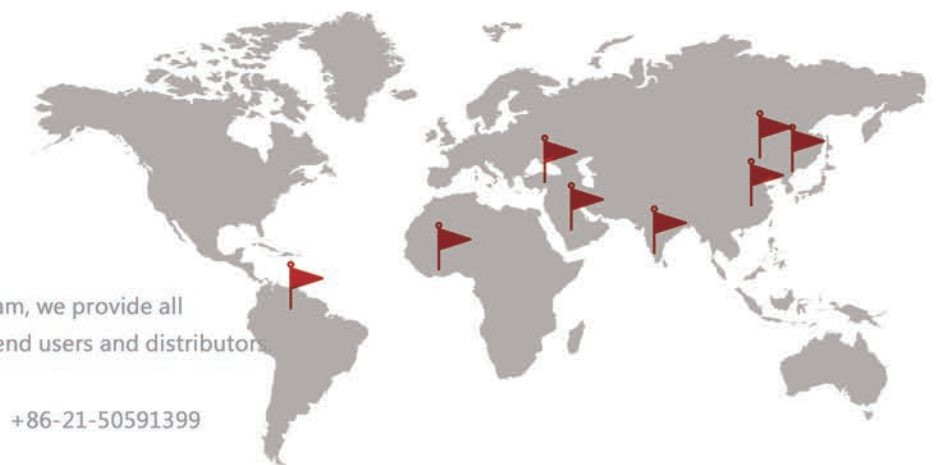 am, we provide all
end users and distributors
+86-21-50591399